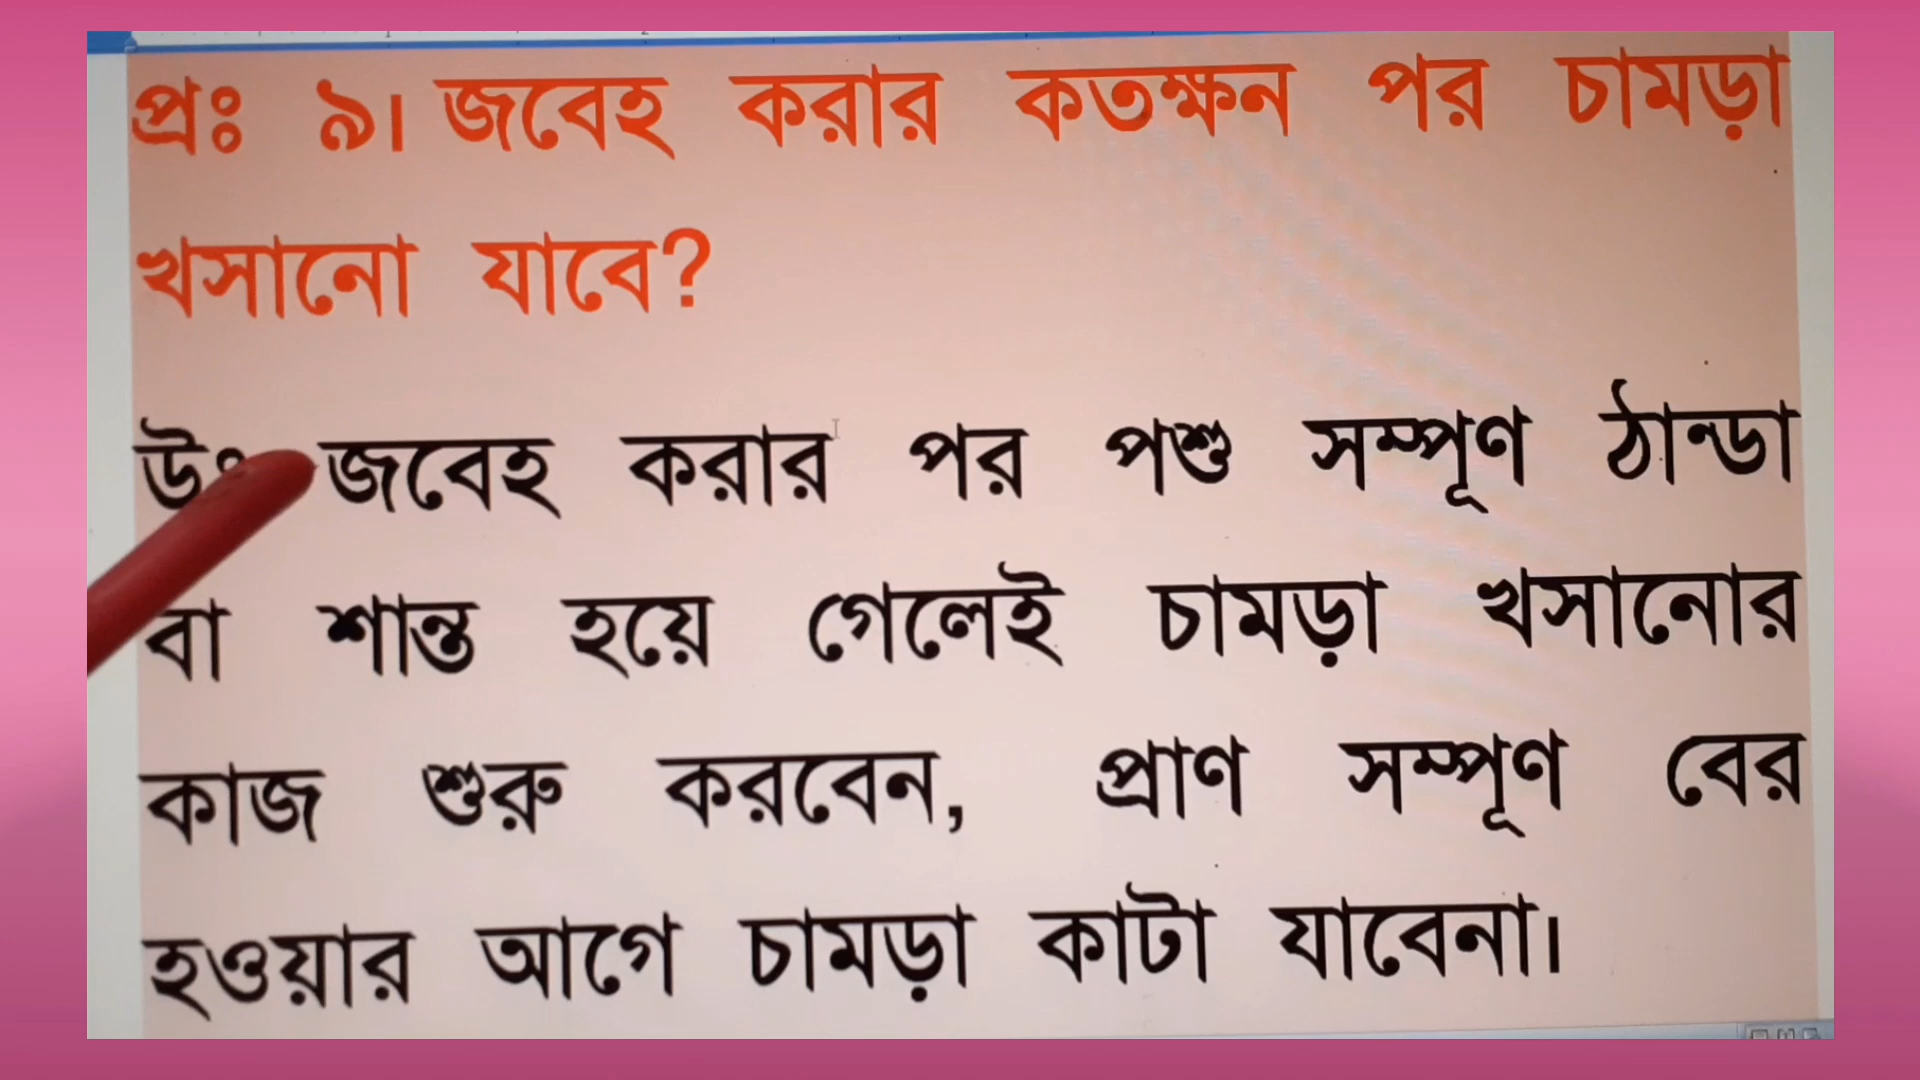 প্রঃ ৯। জবেহ করার কতক্ষন পর চামড়া
খসানো যাবে?
উঃ জবেহ করার পর পশু সম্পূণ ঠান্ডা
বা শান্ত হয়ে গেলেই চামড়া খসানোর
কাজ শুরু করবেন, প্রাণ সম্পূণ বের
হওয়ার আগে চামড়া কাটা যাবেনা।